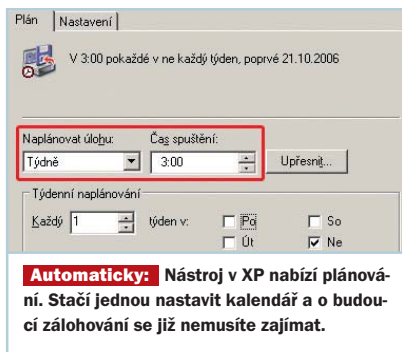 Plán Nastavení
V 3:00 pokaždé v ne každý týden, poprvé 21.10.2006
Naplánovat úlohu: Čas spuštění:
Týdně 3:00 Upřesnit...
Týdenní naplánování
Každý 1 týden v: Po So
Út Ne
Automaticky: Nástroj v XP nabízí plánová-
ní. Stačí jednou nastavit kalendář a o budou-
cí zálohování se již nemusíte zajímat.